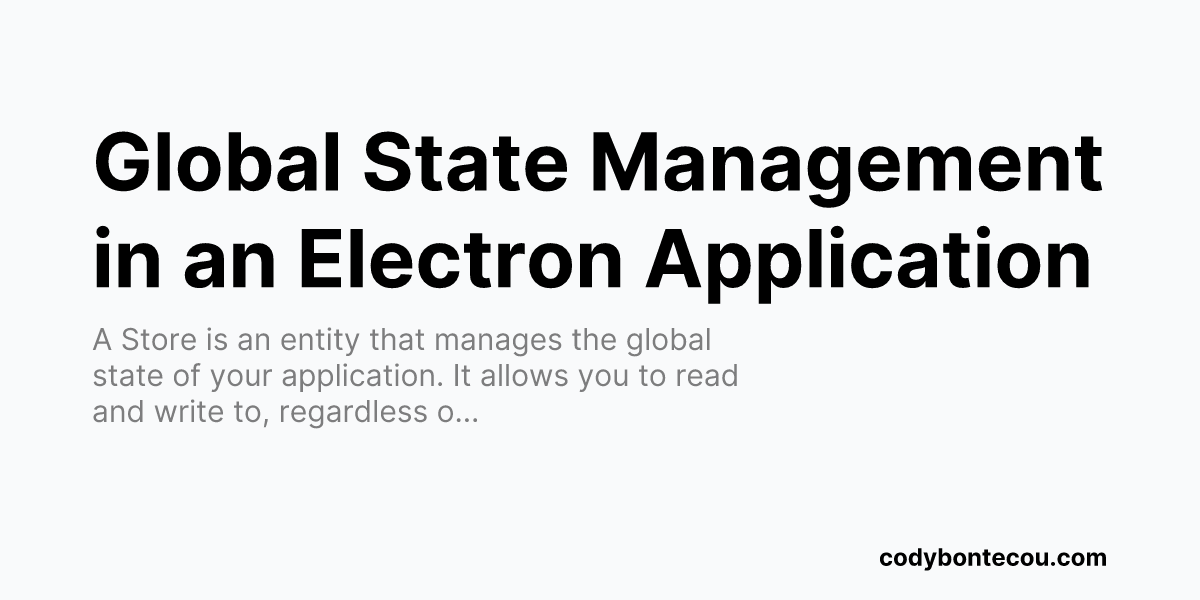 Global State Management
in an Electron Application
A Store is an entity that manages the global
state of your application. It allows you to read
and write to, regardless o...
codybontecou.com